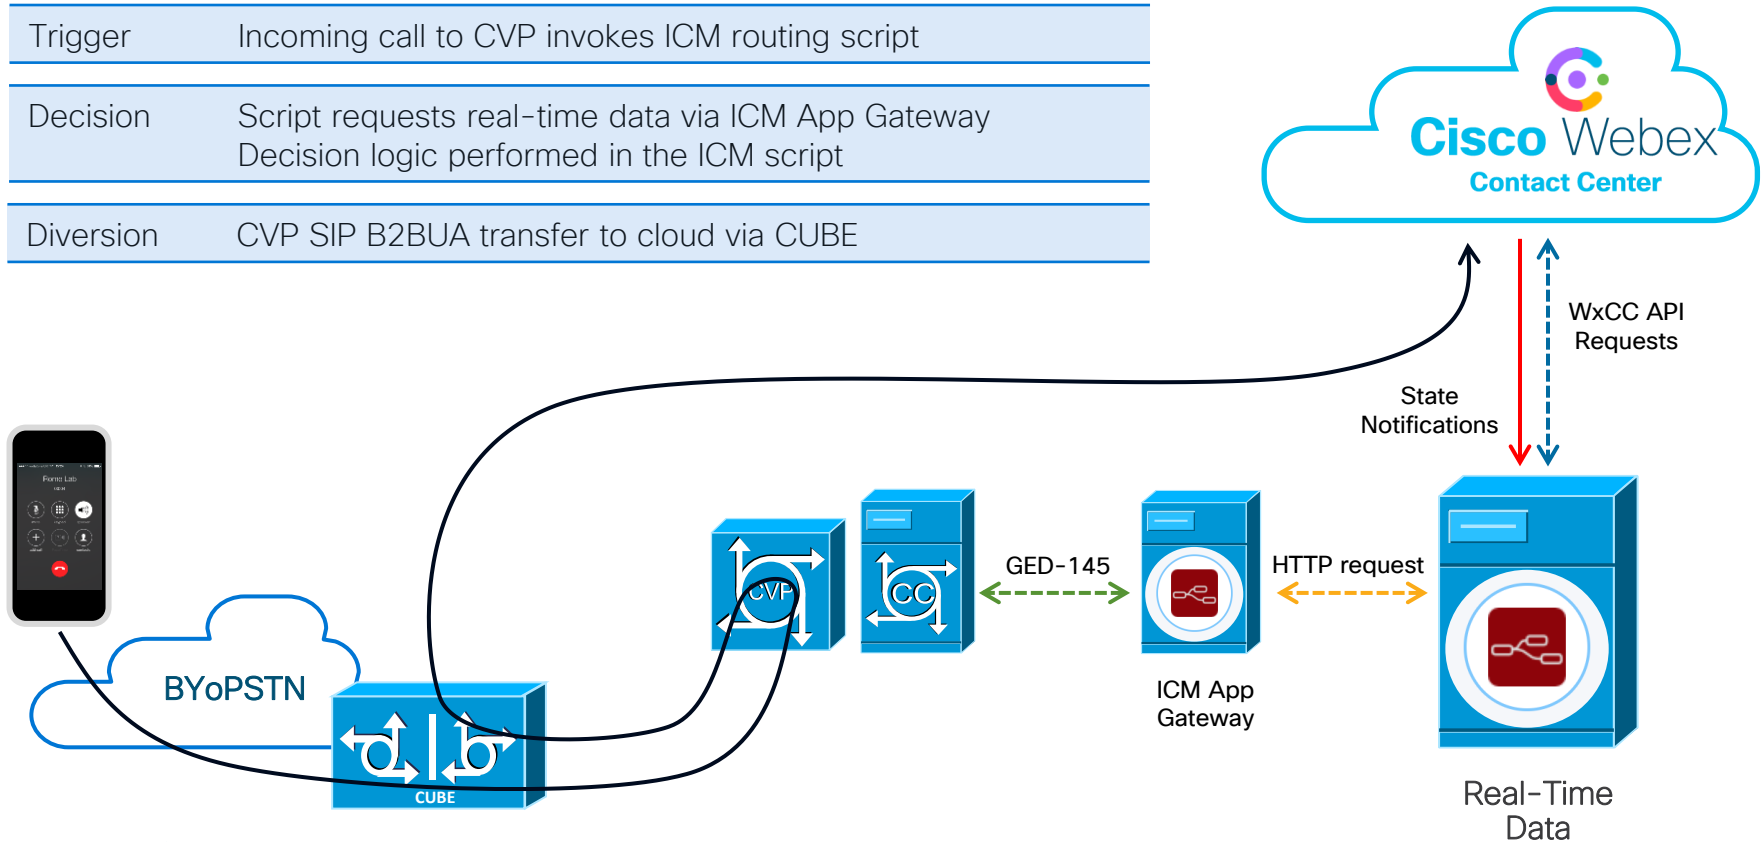 Trigger Incoming call to CVP invokes ICM routing script
Decision Script requests real-time data via ICM App Gateway
Decision logic performed in the ICM script
Diversion CVP SIP B2BUA transfer to cloud via CUBE
Cisco Webex
Contact Center
WxCC API
Requests
State
Notifications
GED-145
HTTP request
CVP
CC
ICM App
Gateway
BYoPSTN
CUBE
Real-Time
Data